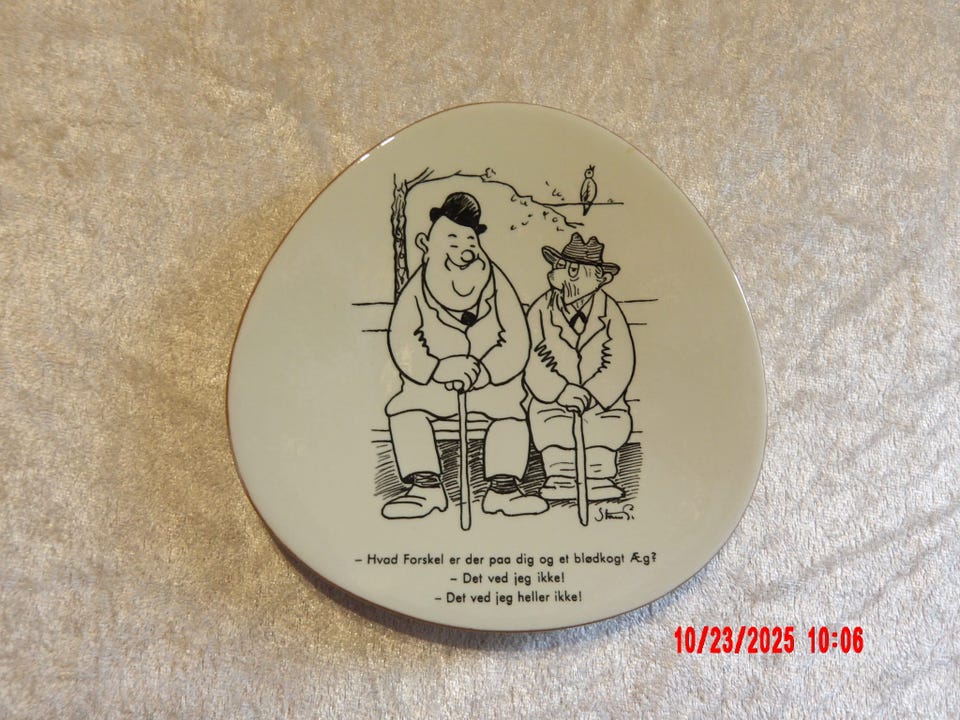 – Hvad Forskel er der paa dig og et blødkogt Æg?
– Det ved jeg ikke!
– Det ved jeg heller ikke!
10/23/2025 10:06